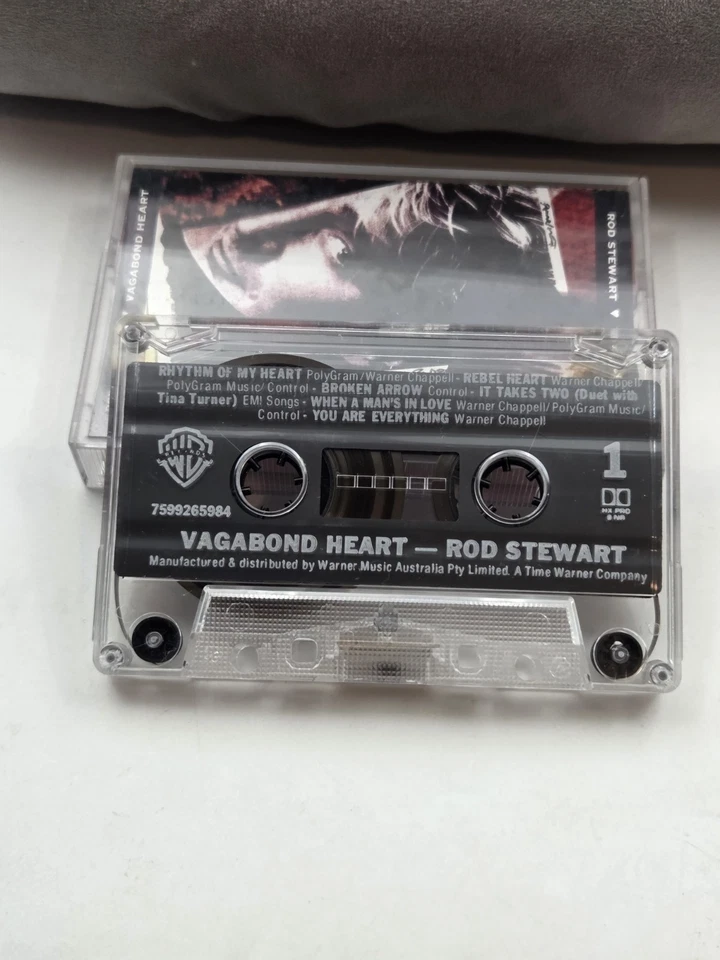 VAGABOND HEART
ROD STEWART
RHYTHM OF MY HEART PolyGram/Warner Chappell - REBEL HEART Warner Chappell
PolyGram Music/Control - BROKEN ARROW Control - IT TAKES TWO (Duet with
Tina Turner) EMI Songs - WHEN A MAN'S IN LOVE Warner Chappell/PolyGram Music/
Control - YOU ARE EVERYTHING Warner Chappell
1
7599265984
HX PRO
B NR
VAGABOND HEART — ROD STEWART
Manufactured & distributed by Warner Music Australia Pty Limited. A Time Warner Company